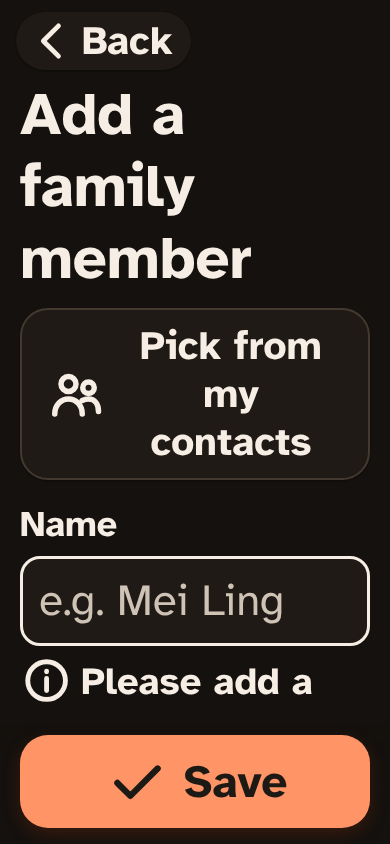 Back
Add a
family
member
Pick from
my
contacts
Name
e.g. Mei Ling
Please add a
Save